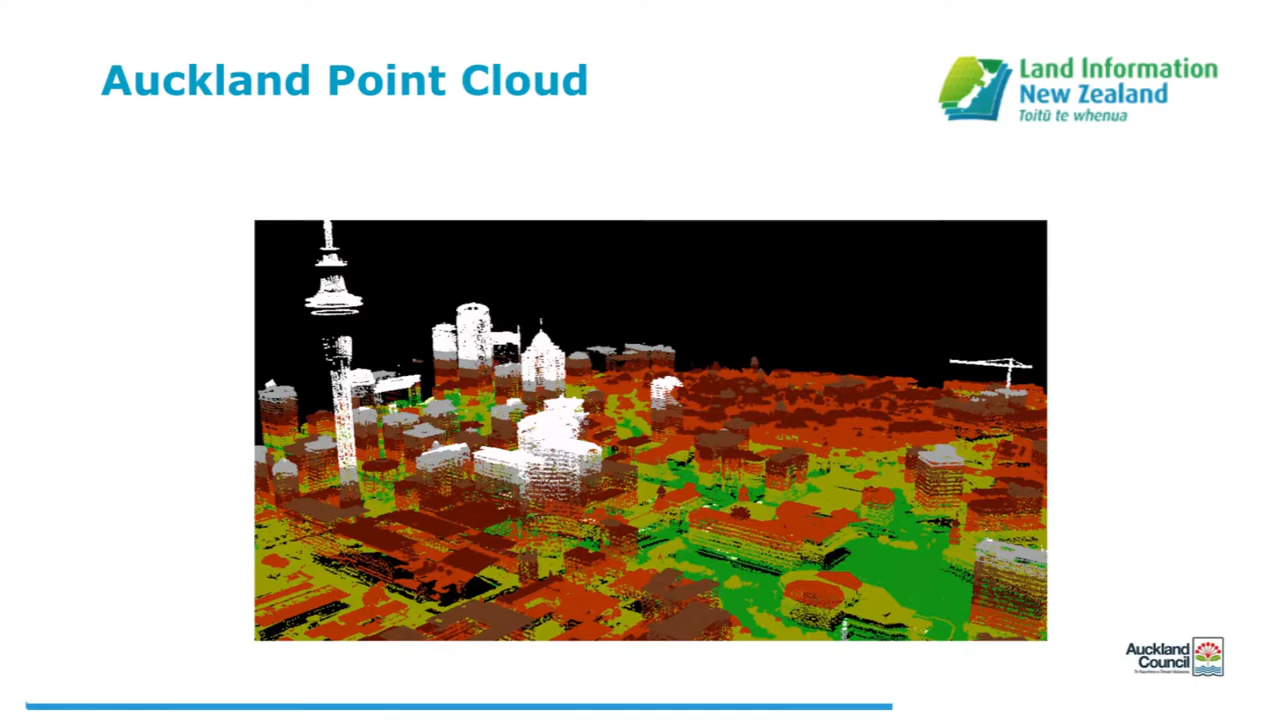 Auckland Point Cloud
Land Information
New Zealand
Toitū te whenua
Auckland
Council